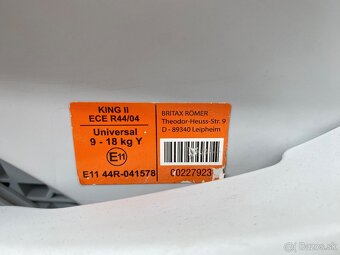 KING II
ECE R44/04
Universal
9 - 18 kg Y
E11
E11 44R-041578
BRITAX RÖMER
Theodor-Heuss-Str. 9
D - 89340 Leipheim
00227923
bazos.sk